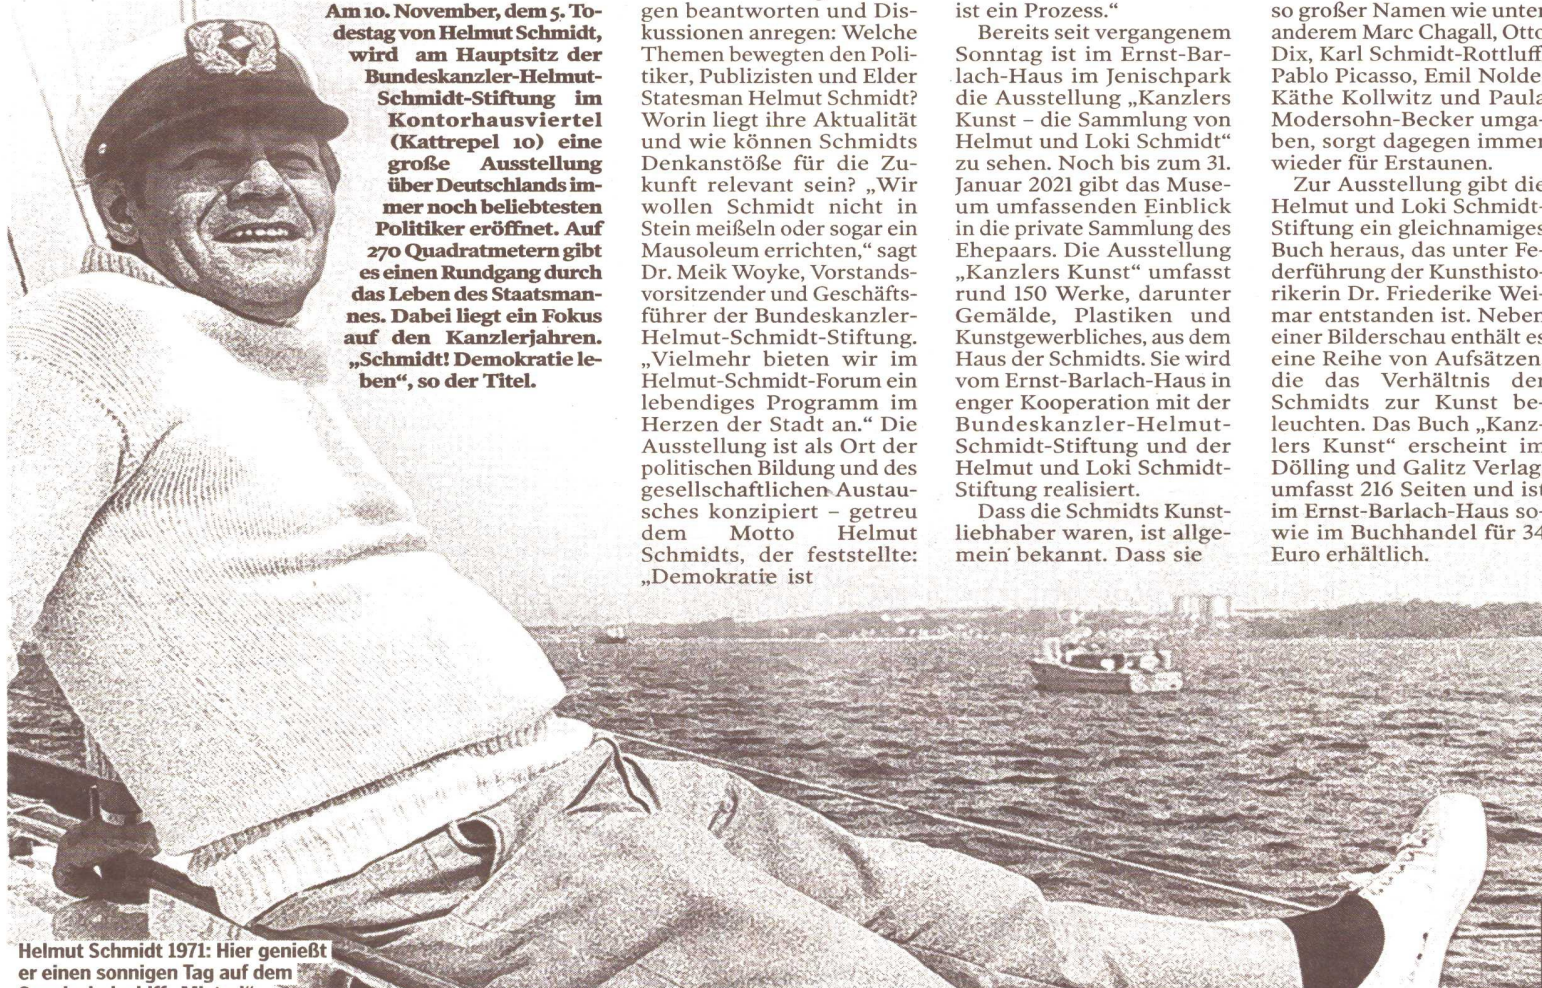 Am 10. November, dem 5. To-
destag von Helmut Schmidt,
wird am Hauptsitz der
Bundeskanzler-Helmut-
Schmidt-Stiftung im
Kontorhausviertel
(Kattrepel 10) eine
große Ausstellung
über Deutschlands im-
mer noch beliebtesten
Politiker eröffnet. Auf
270 Quadratmetern gibt
es einen Rundgang durch
das Leben des Staatsman-
nes. Dabei liegt ein Fokus
auf den Kanzlerjahren.
„Schmidt! Demokratie le-
ben“, so der Titel.
gen beantworten und Dis-
kussionen anregen: Welche
Themen bewegten den Poli-
tiker, Publizisten und Elder
Statesman Helmut Schmidt?
Worin liegt ihre Aktualität
und wie können Schmidts
Denkanstöße für die Zu-
kunft relevant sein? „Wir
wollen Schmidt nicht in
Stein meißeln oder sogar ein
Mausoleum errichten,“ sagt
Dr. Meik Woyke, Vorstands-
vorsitzender und Geschäfts-
führer der Bundeskanzler-
Helmut-Schmidt-Stiftung.
„Vielmehr bieten wir im
Helmut-Schmidt-Forum ein
lebendiges Programm im
Herzen der Stadt an.“ Die
Ausstellung ist als Ort der
politischen Bildung und des
gesellschaftlichen Austau-
sches konzipiert – getreu
dem Motto Helmut
Schmidts, der feststellte:
„Demokratie ist
ist ein Prozess.“
Bereits seit vergangenem
Sonntag ist im Ernst-Bar-
lach-Haus im Jenischpark
die Ausstellung „Kanzlers
Kunst – die Sammlung von
Helmut und Loki Schmidt“
zu sehen. Noch bis zum 31.
Januar 2021 gibt das Muse-
um umfassenden Einblick
in die private Sammlung des
Ehepaars. Die Ausstellung
„Kanzlers Kunst“ umfasst
rund 150 Werke, darunter
Gemälde, Plastiken und
Kunstgewerbliches, aus dem
Haus der Schmidts. Sie wird
vom Ernst-Barlach-Haus in
enger Kooperation mit der
Bundeskanzler-Helmut-
Schmidt-Stiftung und der
Helmut und Loki Schmidt-
Stiftung realisiert.
Dass die Schmidts Kunst-
liebhaber waren, ist allge-
mein bekannt. Dass sie
so großer Namen wie unter
anderem Marc Chagall, Otto
Dix, Karl Schmidt-Rottluff
Pablo Picasso, Emil Nolde
Käthe Kollwitz und Paula
Modersohn-Becker umga-
ben, sorgt dagegen immer
wieder für Erstaunen.
Zur Ausstellung gibt die
Helmut und Loki Schmidt-
Stiftung ein gleichnamiges
Buch heraus, das unter Fe-
derführung der Kunsthisto-
rikerin Dr. Friederike Wei-
mar entstanden ist. Neben
einer Bilderschau enthält es
eine Reihe von Aufsätzen
die das Verhältnis der
Schmidts zur Kunst be-
leuchten. Das Buch „Kanz-
lers Kunst“ erscheint im
Dölling und Galitz Verlag
umfasst 216 Seiten und ist
im Ernst-Barlach-Haus so-
wie im Buchhandel für 34
Euro erhältlich.
Helmut Schmidt 1971: Hier genießt
er einen sonnigen Tag auf dem